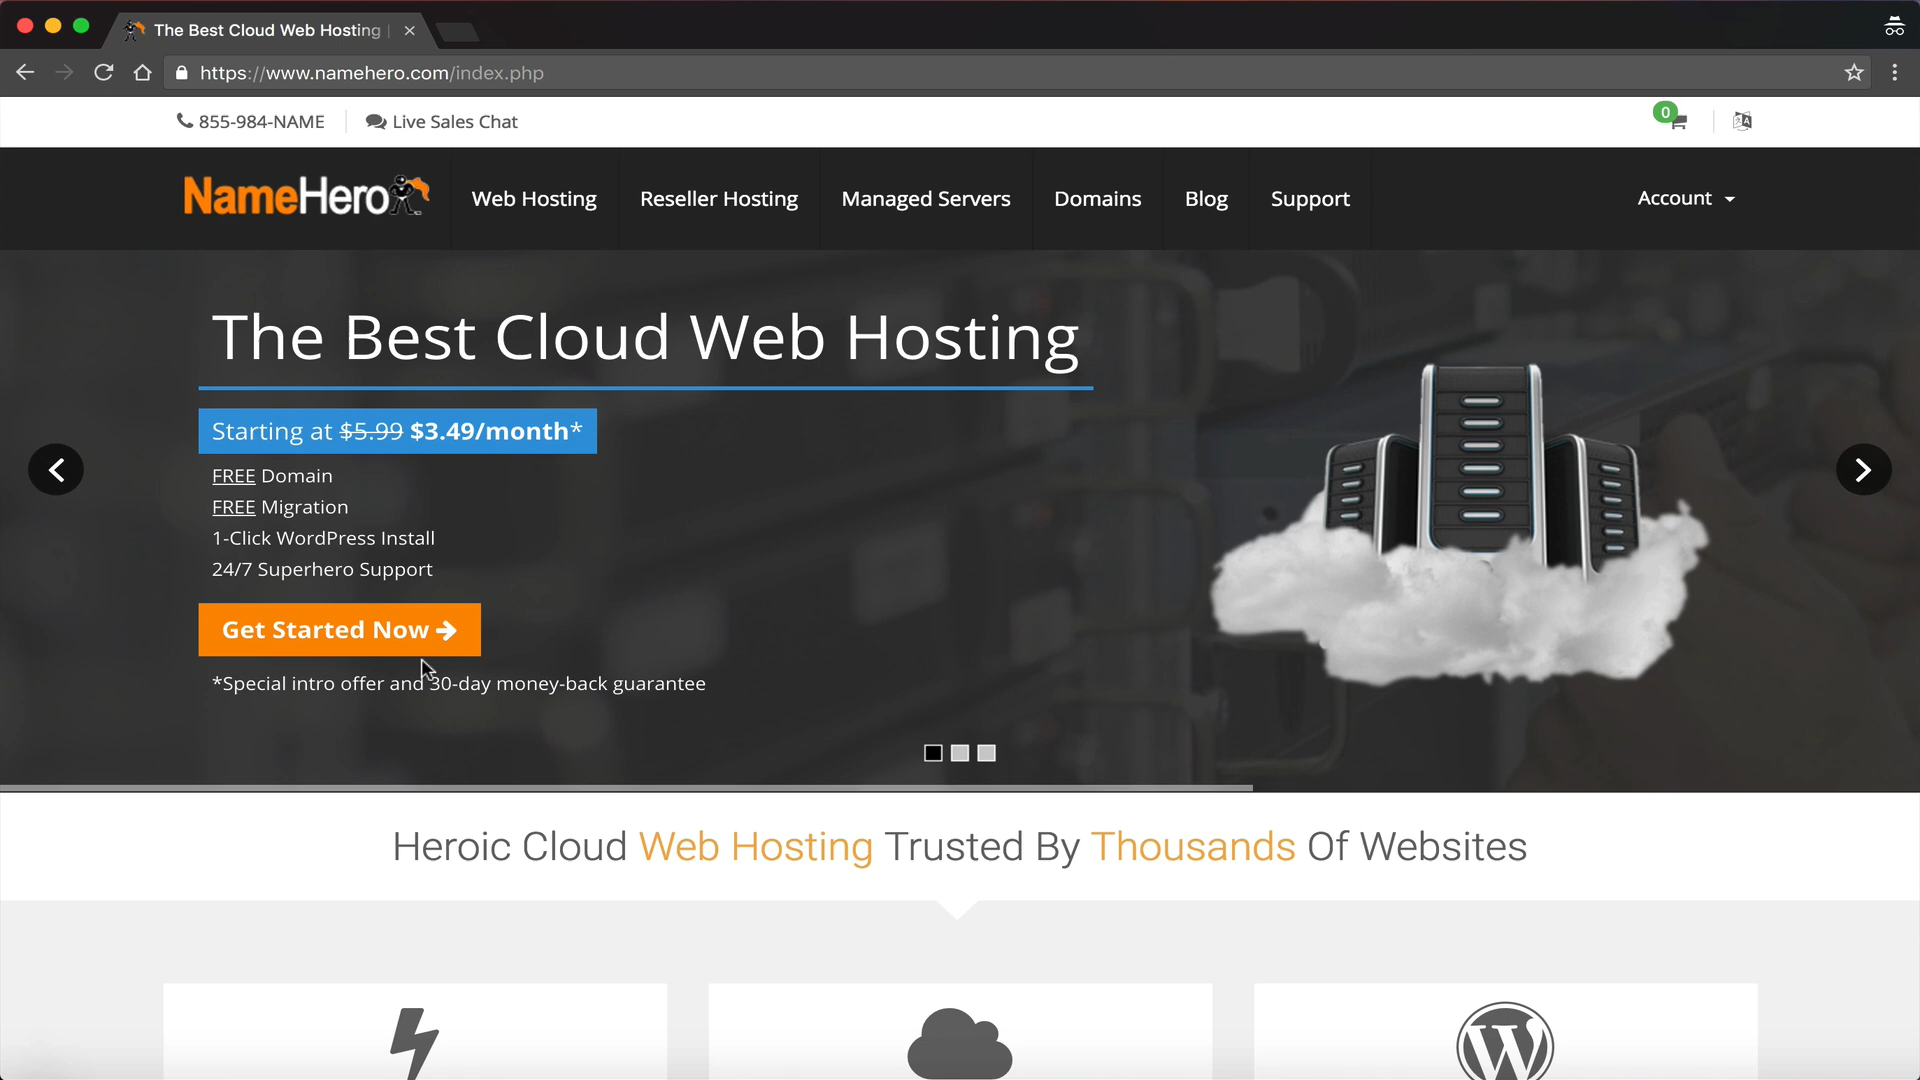 The Best Cloud Web Hosting |
https://www.namehero.com/index.php
855-984-NAME
Live Sales Chat
0
NameHero
Web Hosting
Reseller Hosting
Managed Servers
Domains
Blog
Support
Account
The Best Cloud Web Hosting
Starting at $5.99 $3.49/month*
FREE Domain
FREE Migration
1-Click WordPress Install
24/7 Superhero Support
Get Started Now
*Special intro offer and 30-day money-back guarantee
Heroic Cloud Web Hosting Trusted By Thousands Of Websites